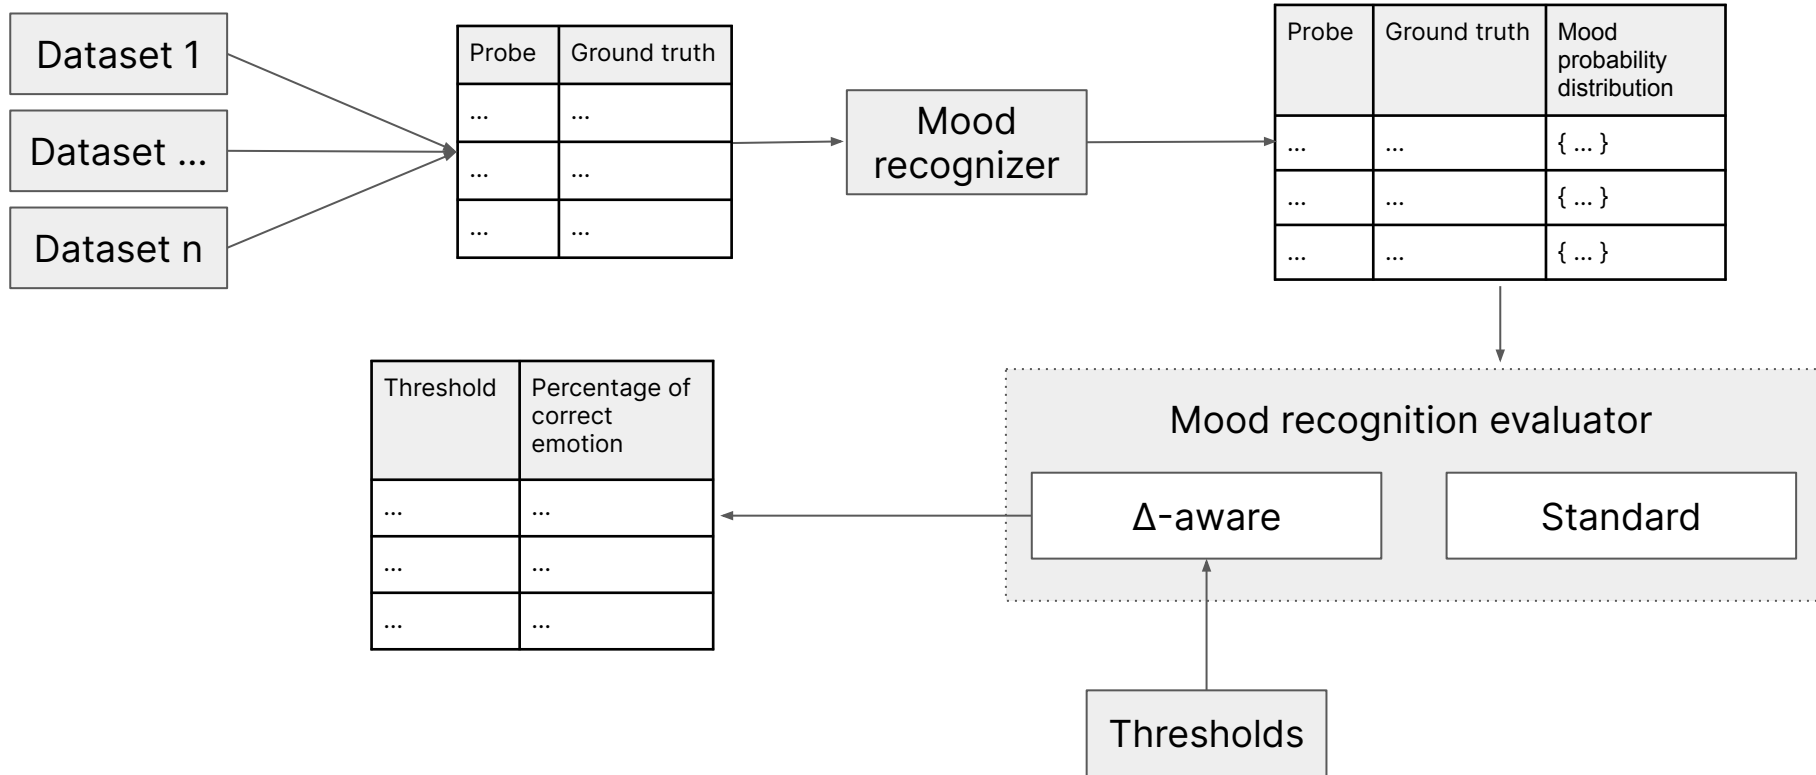 Dataset 1
Dataset ...
Dataset n
Probe Ground truth
... ...
... ...
... ...
Mood
recognizer
Probe Ground truth Mood
probability
distribution
... ... { ... }
... ... { ... }
... ... { ... }
Threshold Percentage of
correct
emotion
... ...
... ...
... ...
Mood recognition evaluator
Δ-aware
Standard
Thresholds